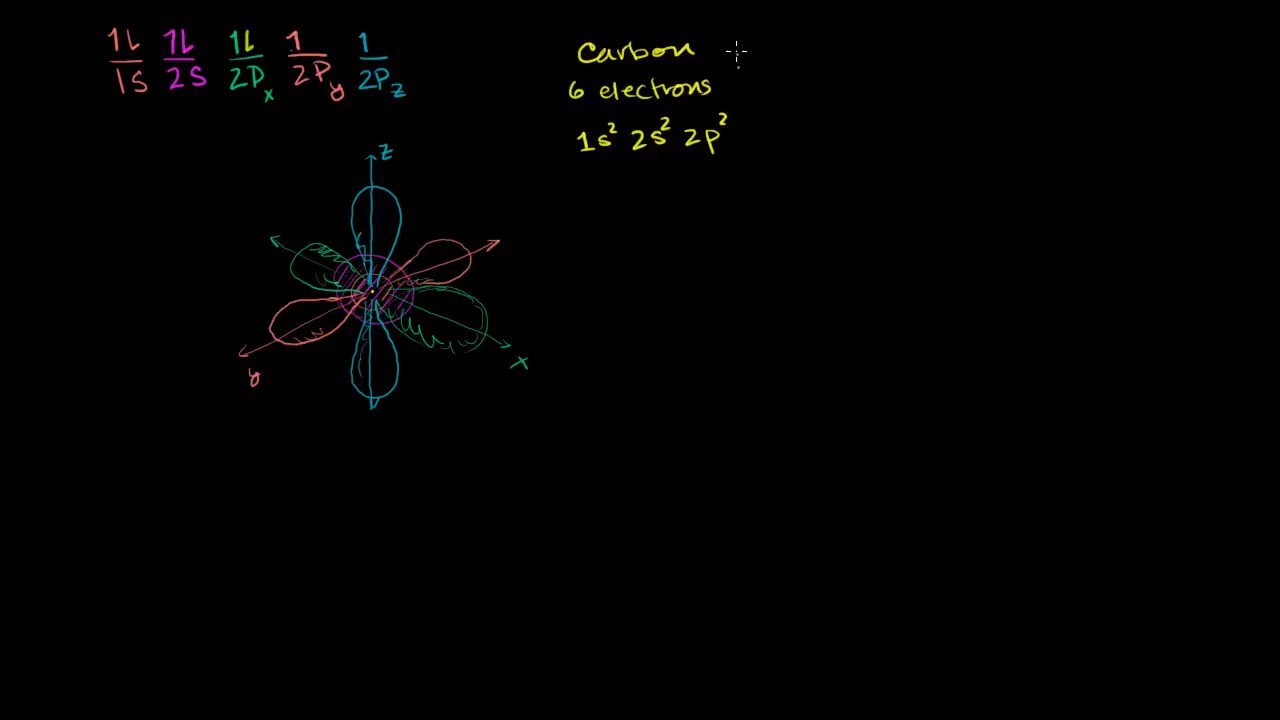 1L 1L 1L 1 1
1S 2S 2Px 2Py 2Pz
Carbon
6 electrons
1s² 2s² 2p²
z
y
x